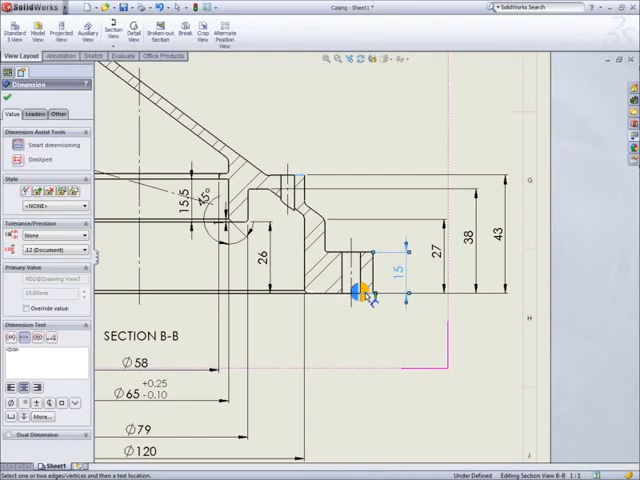 SolidWorks
Casing - Sheet1 *
SolidWorks Search
Standard 3 View
Model View
Projected View
Auxiliary View
Section View
Detail View
Broken-out Section
Break
Crop View
Alternate Position View
View Layout
Annotation
Sketch
Evaluate
Office Products
Dimension
Value
Leaders
Other
Dimension Assist Tools
Smart dimensioning
DimXpert
Style
Tolerance/Precision
None
.12 (Document)
Primary Value
RD2@Drawing View7
15.00mm
Override value:
Dimension Text
<DIM>
More...
Dual Dimension
15.5
45°
26
15
27
38
43
SECTION B-B
Ø58
Ø65 +0.25 -0.10
Ø79
Ø120
G
H
J
Sheet1
Select one or two edges/vertices and then a text location.
Under Defined
Editing Section View B-B
1:1